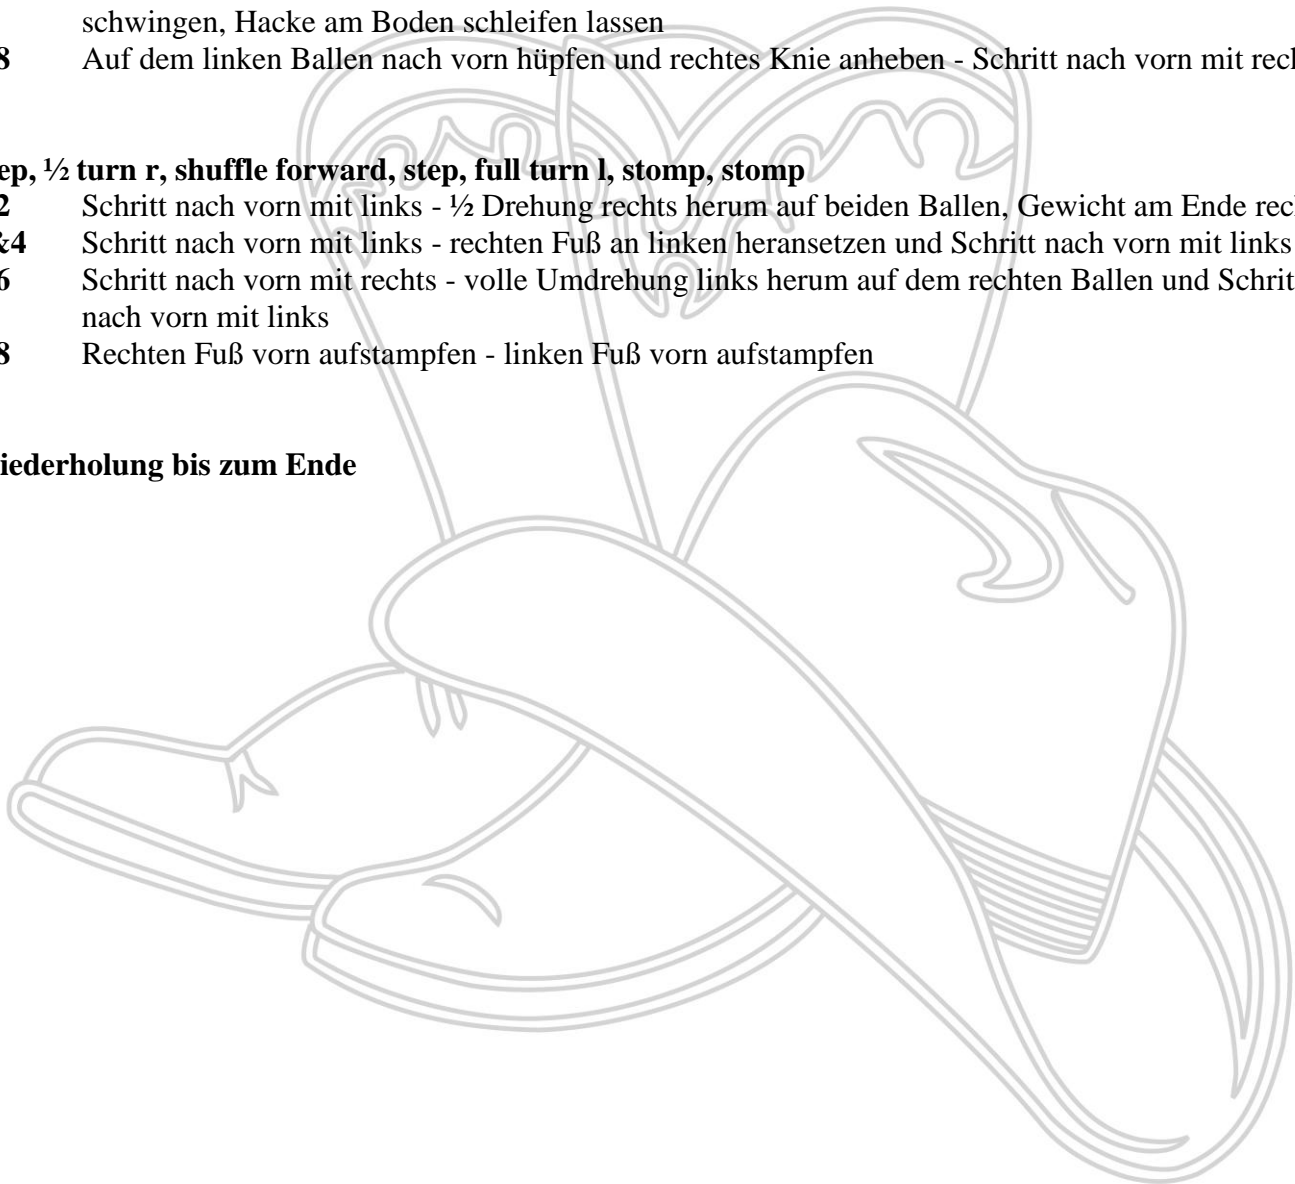 schwingen, Hacke am Boden schleifen lassen
8 Auf dem linken Ballen nach vorn hüpfen und rechtes Knie anheben - Schritt nach vorn mit
ep, ½ turn r, shuffle forward, step, full turn l, stomp, stomp
2 Schritt nach vorn mit links - ½ Drehung rechts herum auf beiden Ballen, Gewicht am Ende
&4 Schritt nach vorn mit links - rechten Fuß an linken heransetzen und Schritt nach vorn mit links
6 Schritt nach vorn mit rechts - volle Umdrehung links herum auf dem rechten Ballen und Schritt
nach vorn mit links
8 Rechten Fuß vorn aufstampfen - linken Fuß vorn aufstampfen
iederholung bis zum Ende